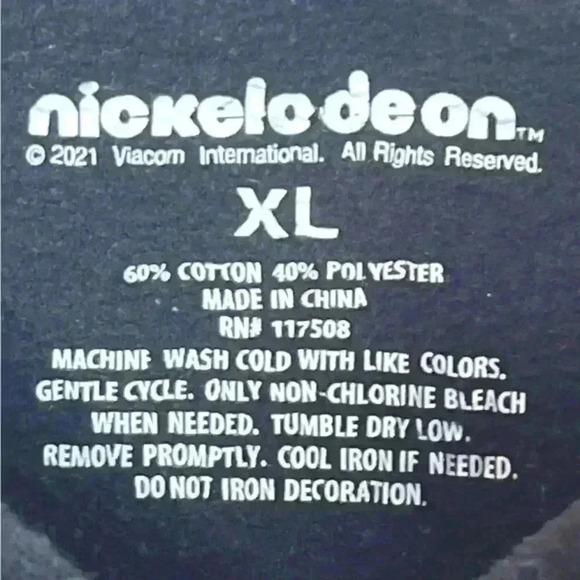 nickelodeon™
© 2021 Viacom International. All Rights Reserved.
XL
60% COTTON 40% POLYESTER
MADE IN CHINA
RN# 117508
MACHINE WASH COLD WITH LIKE COLORS.
GENTLE CYCLE. ONLY NON-CHLORINE BLEACH
WHEN NEEDED. TUMBLE DRY LOW.
REMOVE PROMPTLY. COOL IRON IF NEEDED.
DO NOT IRON DECORATION.